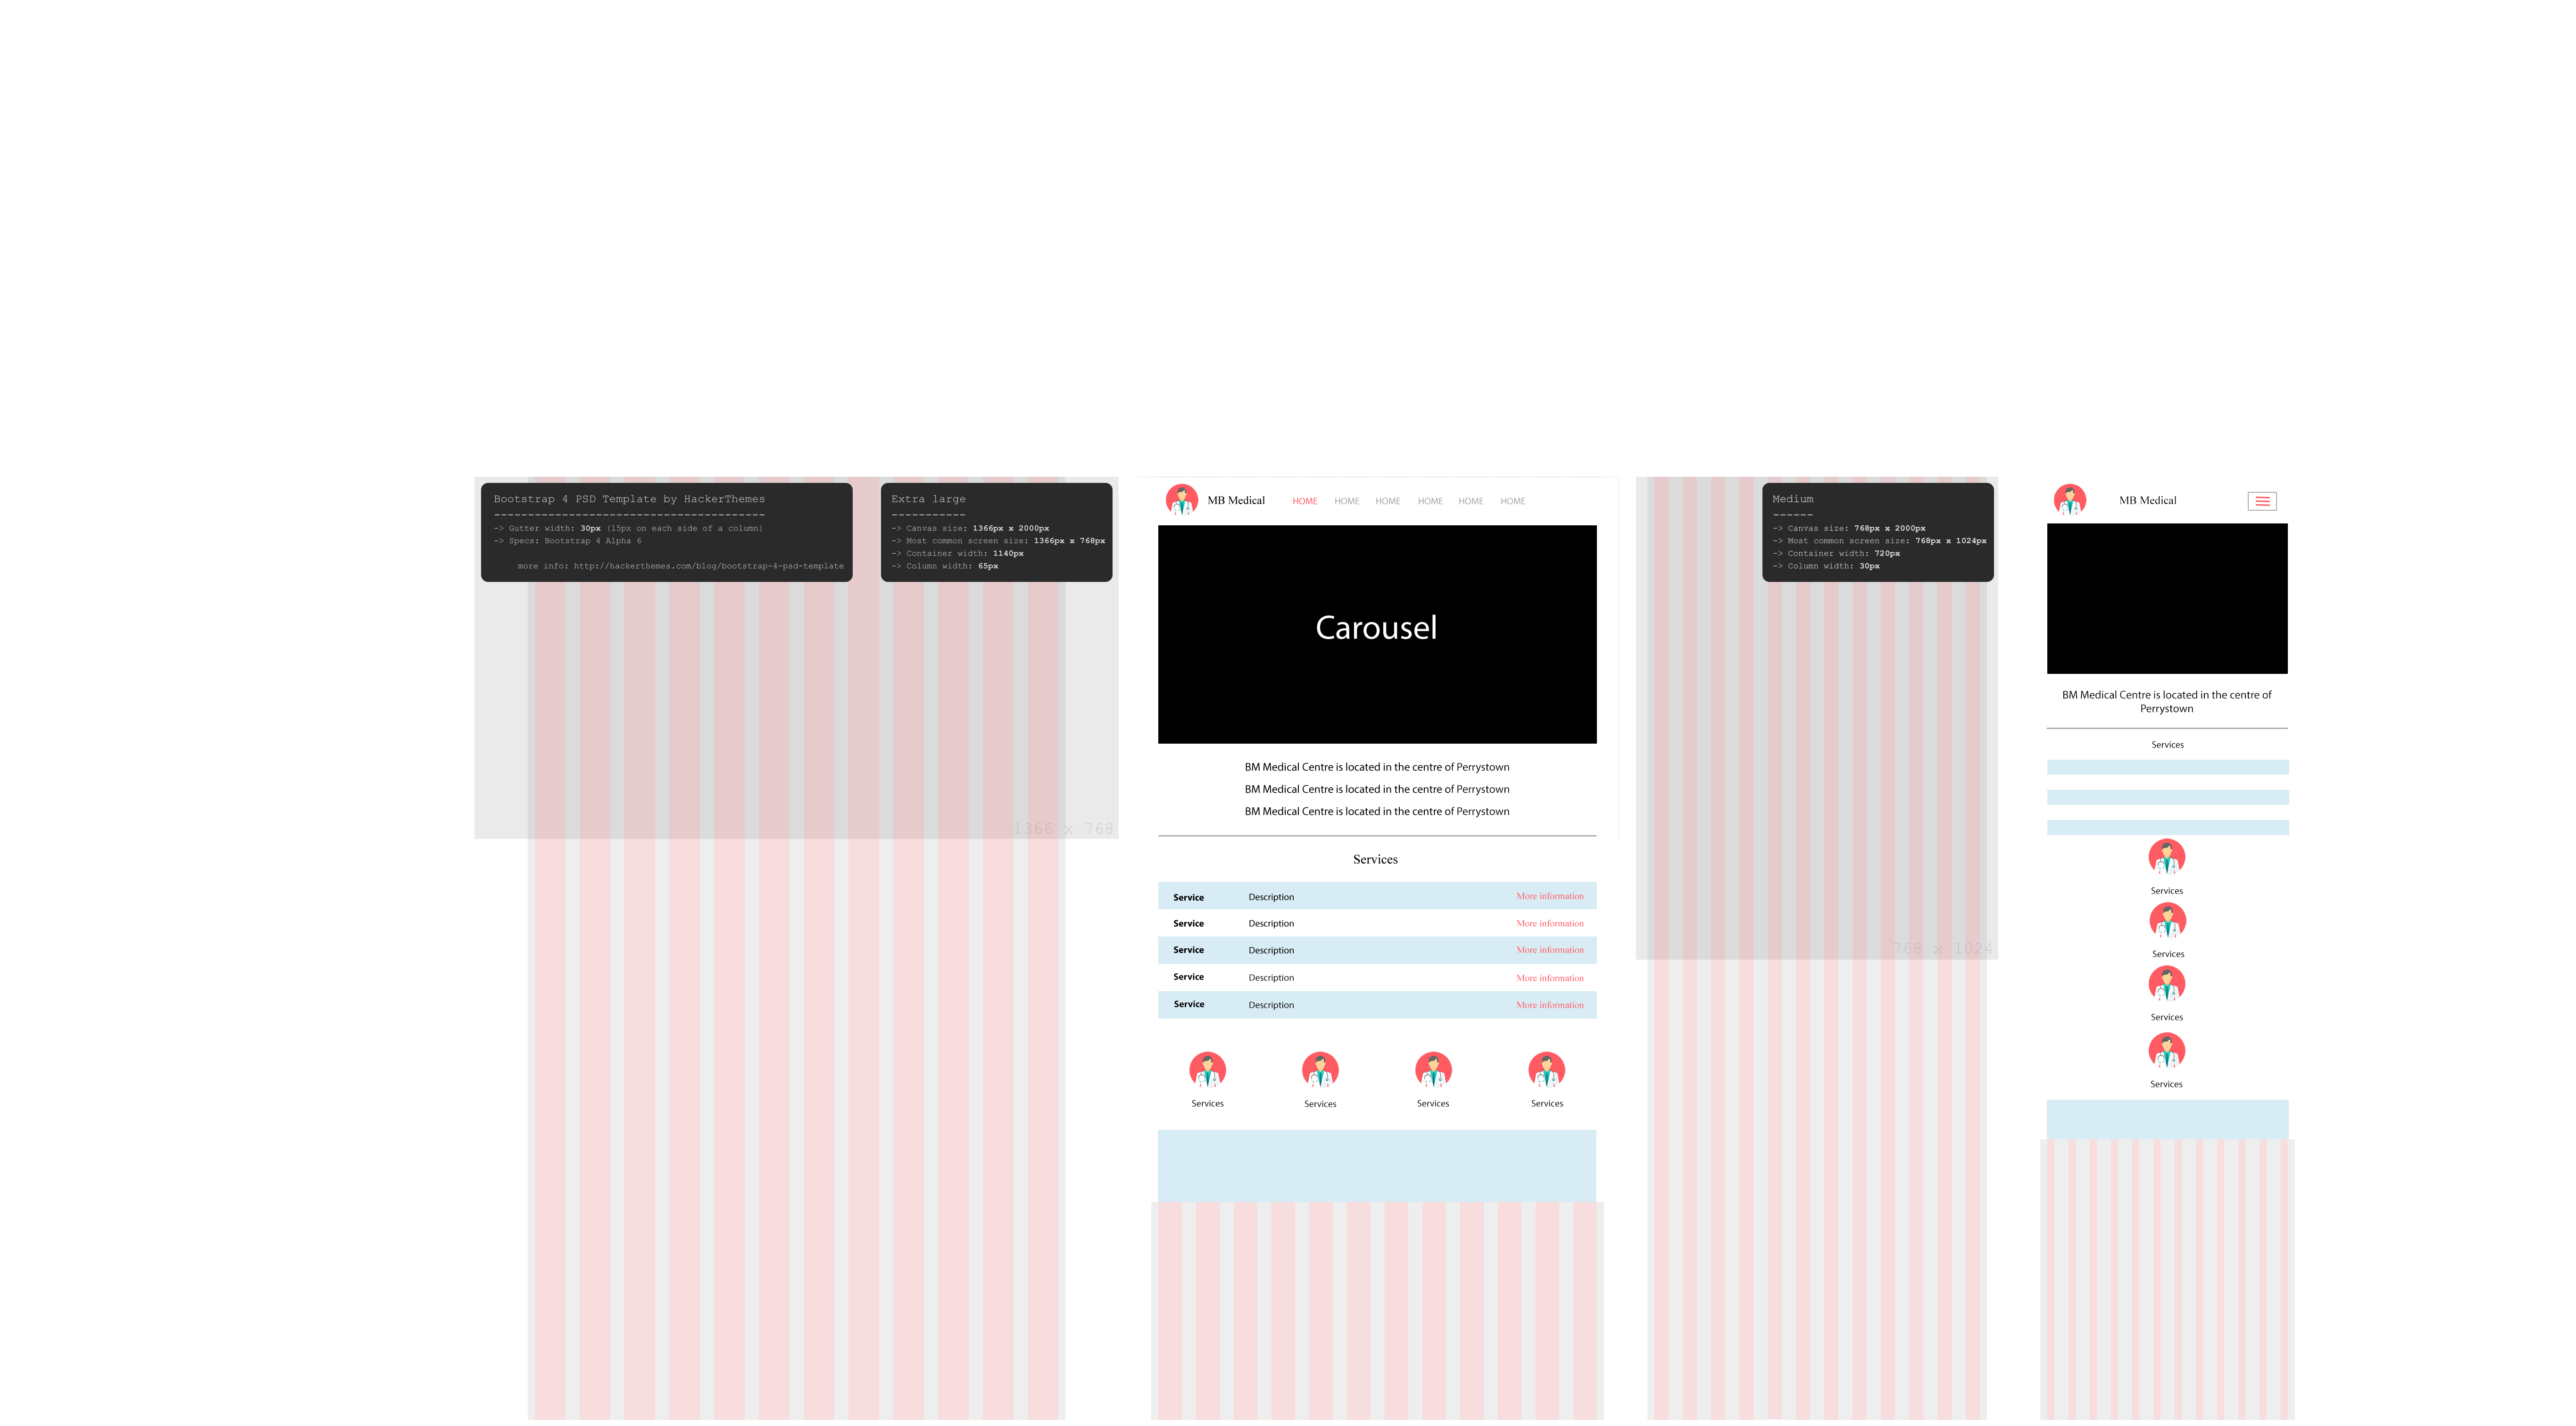 Bootstrap 4 PSD Template by HackerThemes
----------------------------------------
-> Gutter width: 30px (15px on each side of a column)
-> Specs: Bootstrap 4 Alpha 6
more info: http://hackerthemes.com/blog/bootstrap-4-psd-template
Extra large
-----------
-> Canvas size: 1366px x 2000px
-> Most common screen size: 1366px x 768px
-> Container width: 1140px
-> Column width: 65px
1366 x 768
MB Medical
HOME HOME HOME HOME HOME HOME
Carousel
BM Medical Centre is located in the centre of Perrystown
BM Medical Centre is located in the centre of Perrystown
BM Medical Centre is located in the centre of Perrystown
Services
Service Description More information
Service Description More information
Service Description More information
Service Description More information
Service Description More information
Services Services Services Services
Medium
------
-> Canvas size: 768px x 2000px
-> Most common screen size: 768px x 1024px
-> Container width: 720px
-> Column width: 30px
768 x 1024
MB Medical
BM Medical Centre is located in the centre of
Perrystown
Services
Services
Services
Services
Services